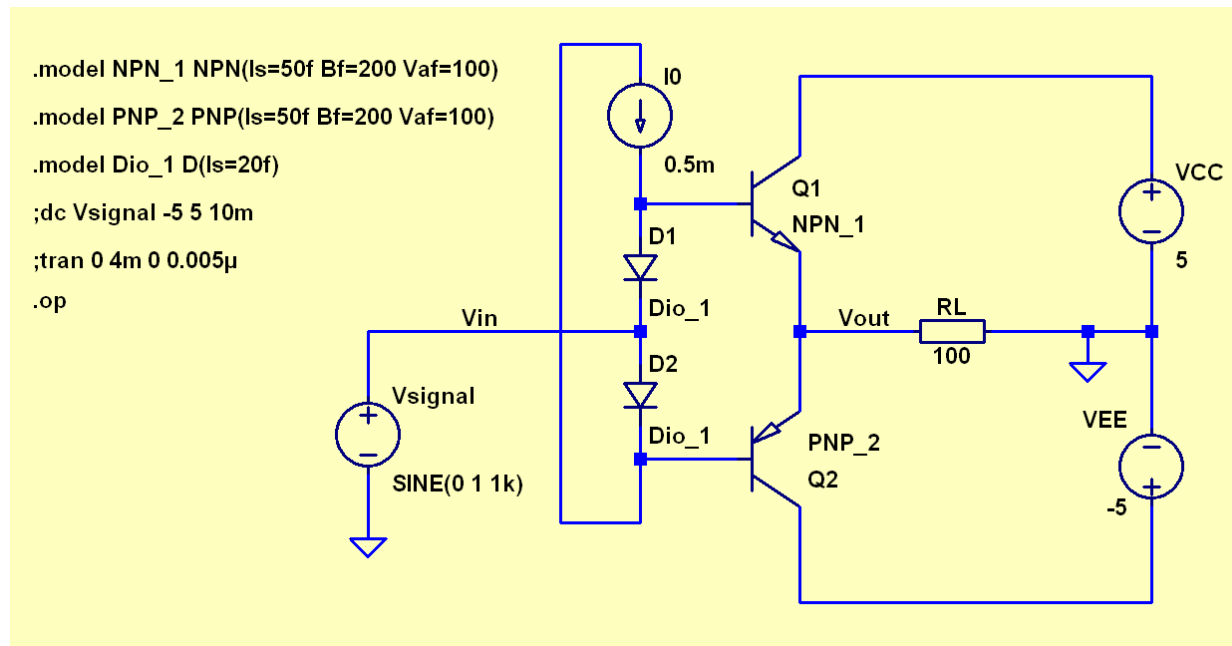 .model NPN_1 NPN(Is=50f Bf=200 Vaf=100)
.model PNP_2 PNP(Is=50f Bf=200 Vaf=100)
.model Dio_1 D(Is=20f)
;dc Vsignal -5 5 10m
;tran 0 4m 0 0.005µ
.op
I0
0.5m
Q1
NPN_1
VCC
5
D1
Dio_1
Vin
Vout
RL
100
D2
Dio_1
Vsignal
SINE(0 1 1k)
PNP_2
Q2
VEE
-5